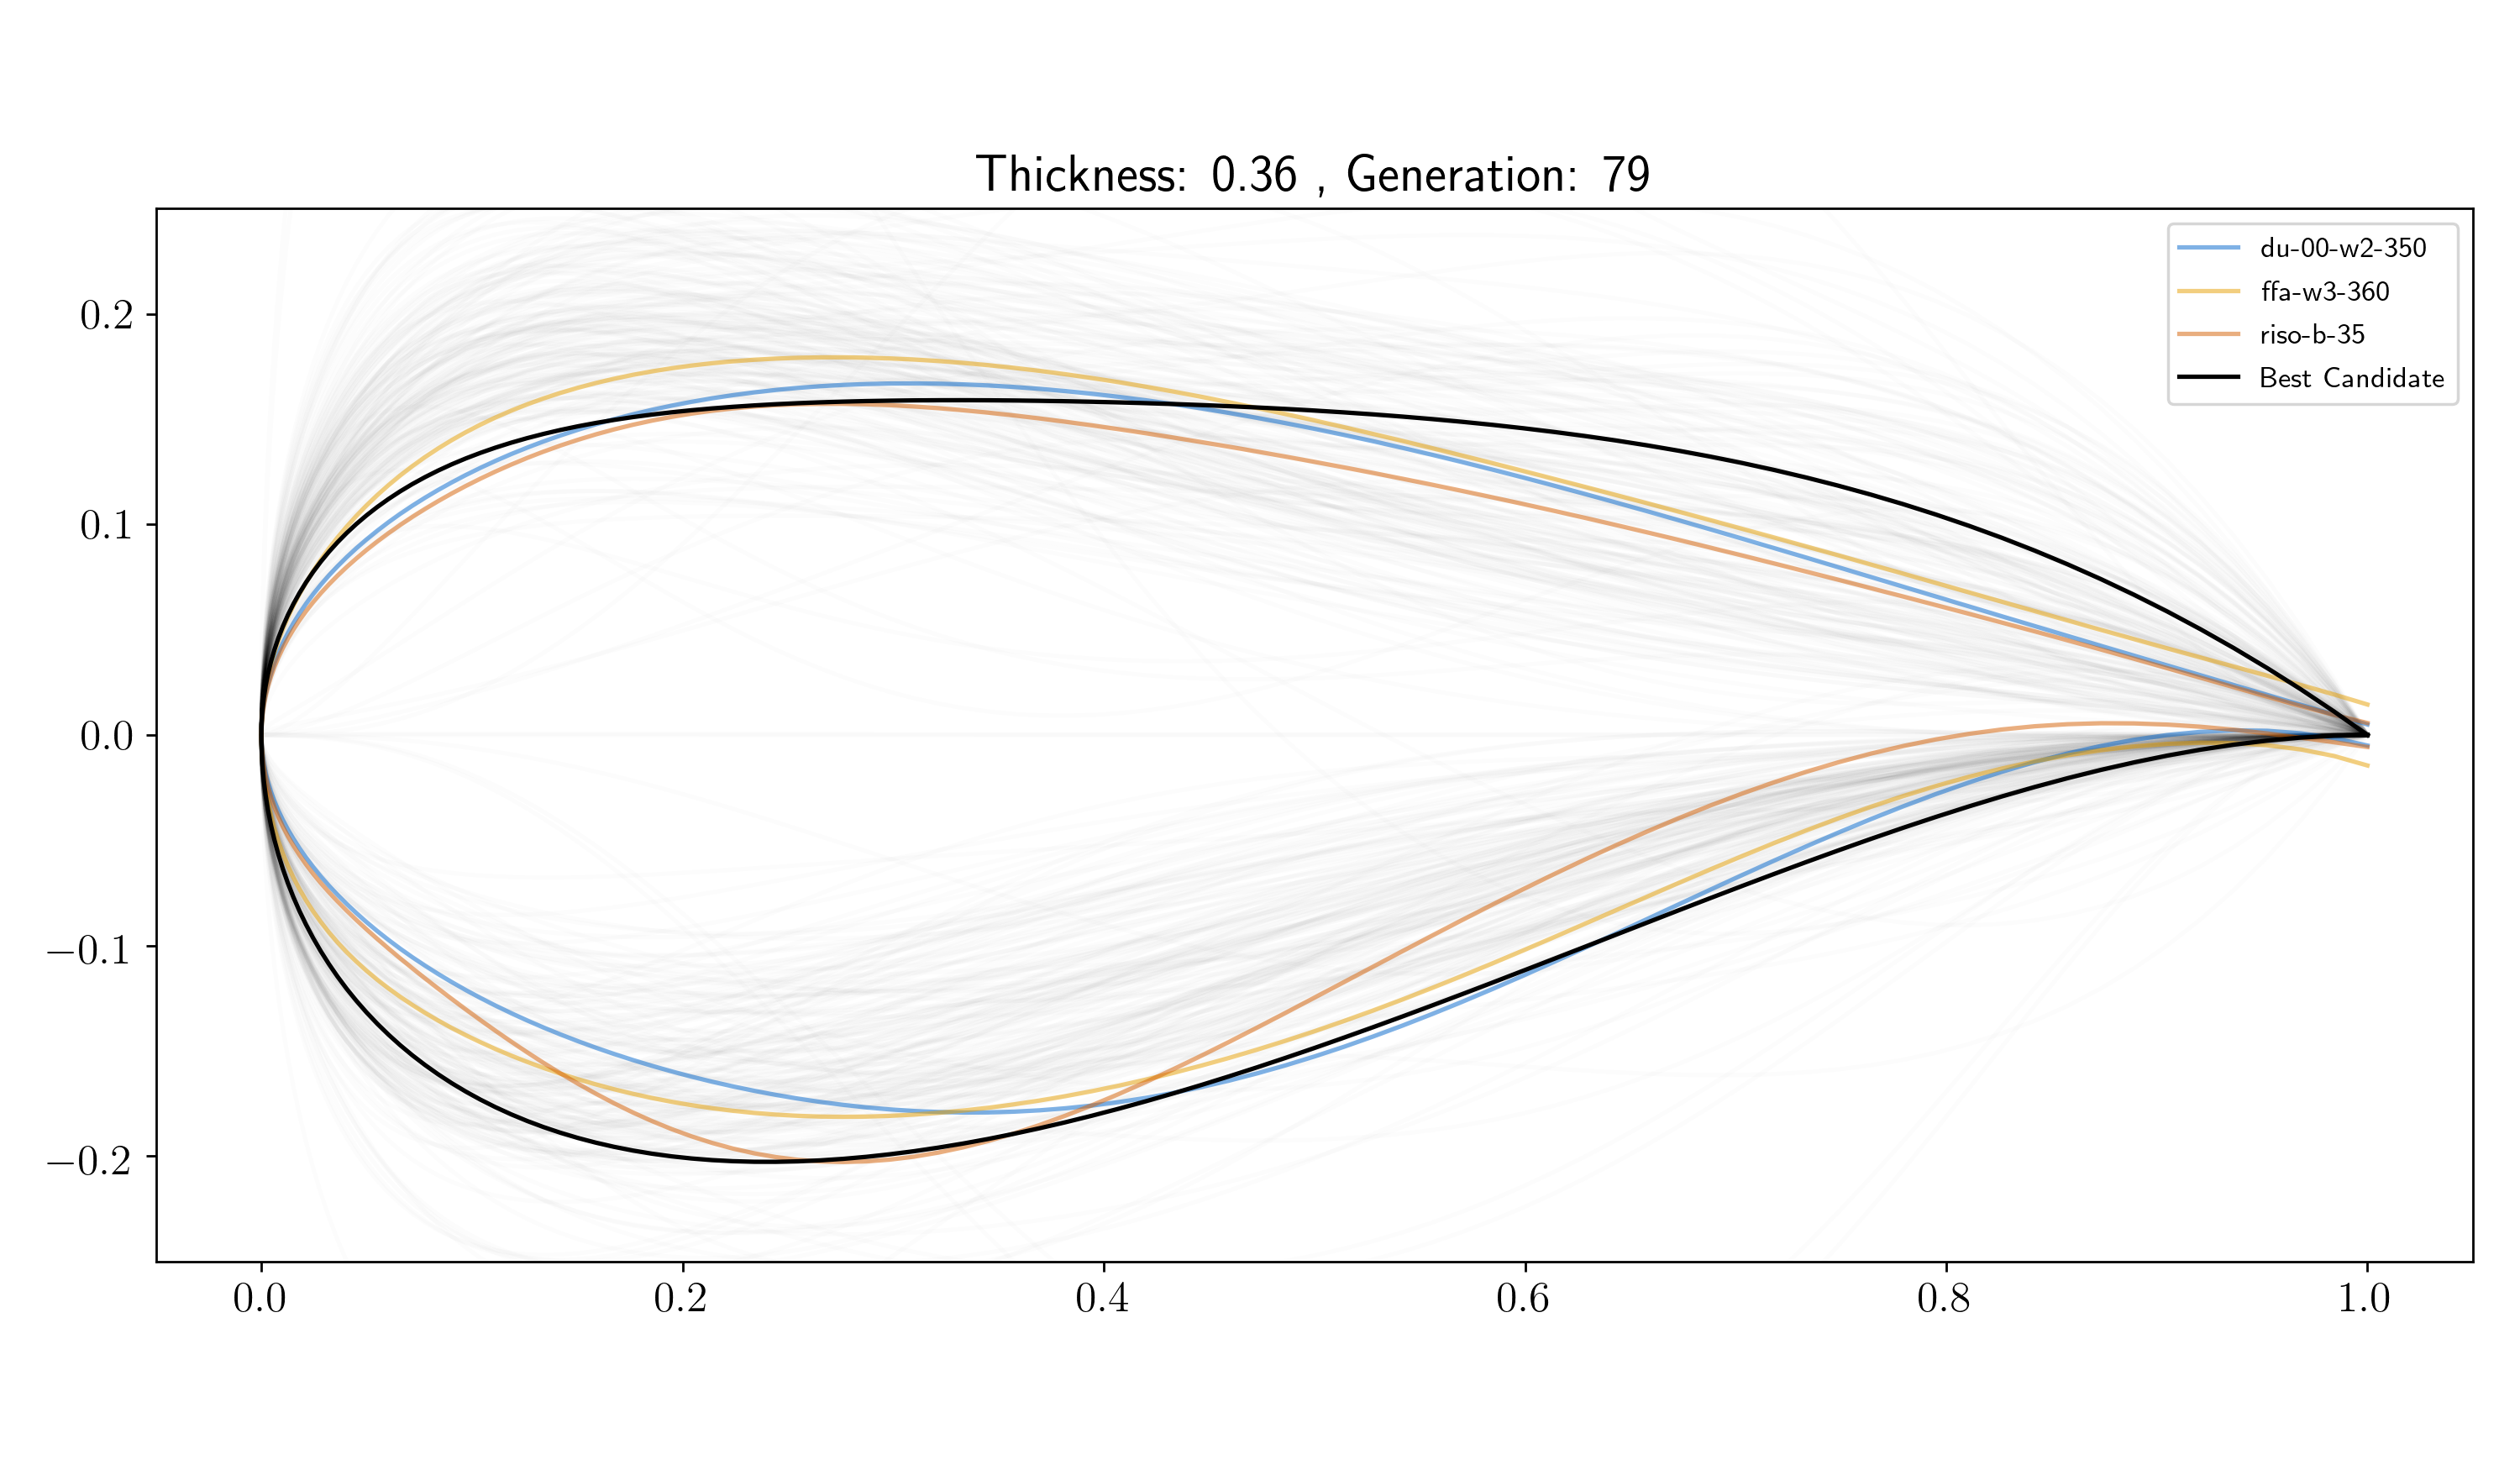 Thickness: 0.36 , Generation: 79
du-00-w2-350
ffa-w3-360
riso-b-35
Best Candidate
0.2
0.1
0.0
−0.1
−0.2
0.0 0.2 0.4 0.6 0.8 1.0